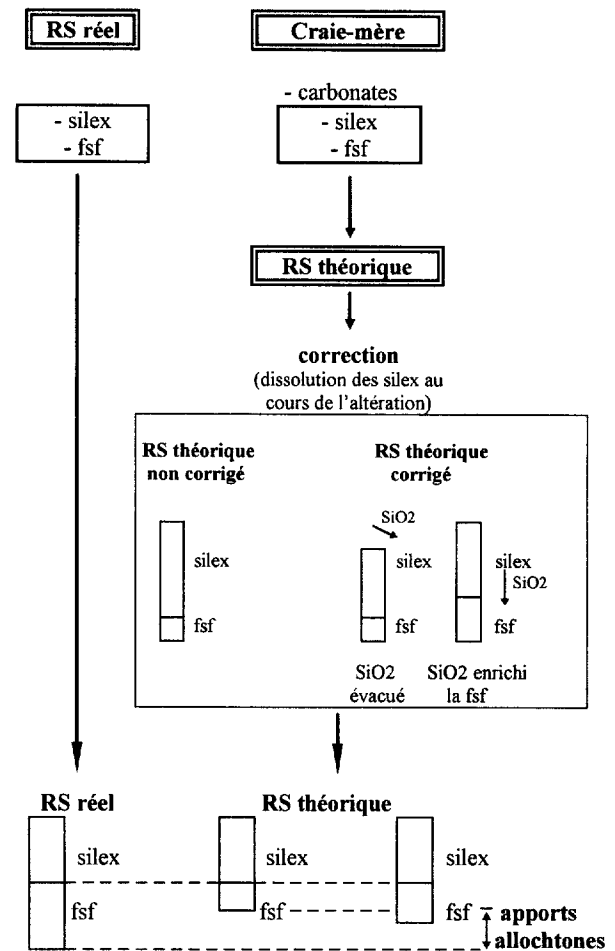 RS réel
Craie-mère
- carbonates
- silex
- fsf
- silex
- fsf
RS théorique
correction
(dissolution des silex au
cours de l'altération)
RS théorique
non corrigé
RS théorique
corrigé
silex
fsf
SiO2
silex
fsf
silex
SiO2
fsf
SiO2
évacué
SiO2 enrichi
la fsf
RS réel
RS théorique
silex
fsf
silex
fsf
silex
fsf
apports
allochtones